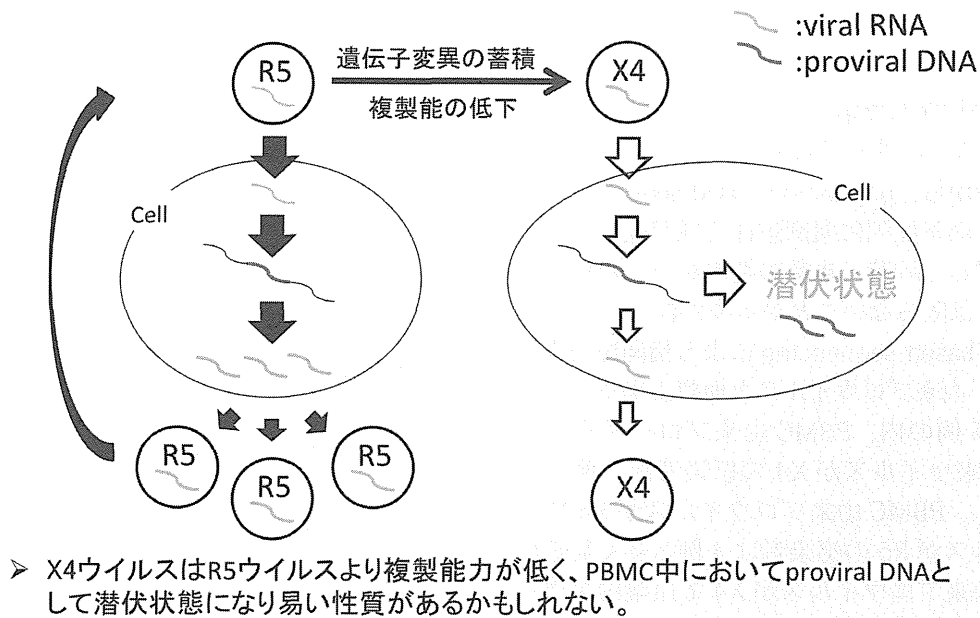 :viral RNA
:proviral DNA
R5
遺伝子変異の蓄積
複製能の低下
X4
Cell
Cell
潜伏状態
R5
R5
R5
X4
➢ X4ウイルスはR5ウイルスより複製能力が低く、PBMC中においてproviral DNAと
して潜伏状態になり易い性質があるかもしれない。